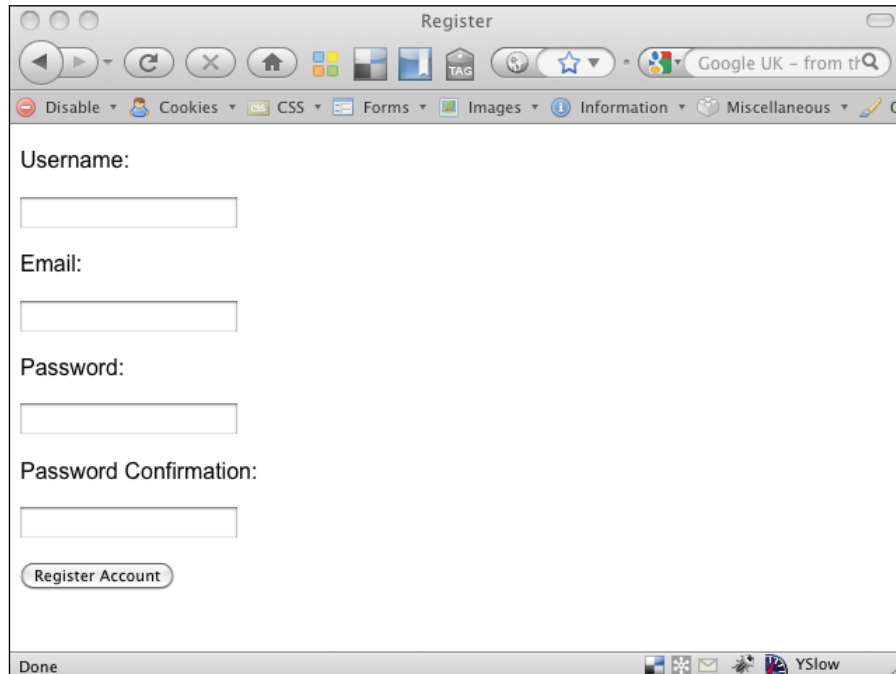 Register
TAG
Google UK – from th
Disable Cookies CSS Forms Images Information Miscellaneous
Username:
Email:
Password:
Password Confirmation:
Register Account
Done YSlow